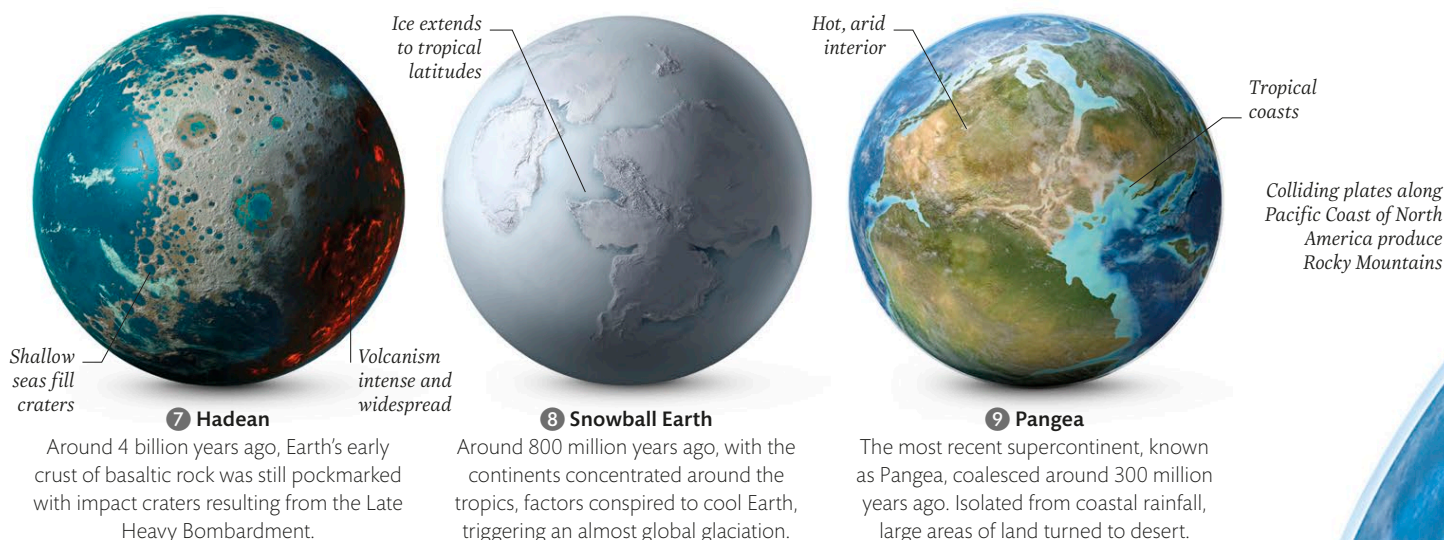 Ice extends
to tropical
latitudes
Hot, arid
interior
Tropical
coasts
Colliding plates along
Pacific Coast of North
America produce
Rocky Mountains
Shallow
seas fill
craters
Volcanism
intense and
widespread
7 Hadean
Around 4 billion years ago, Earth’s early
crust of basaltic rock was still pockmarked
with impact craters resulting from the Late
Heavy Bombardment.
8 Snowball Earth
Around 800 million years ago, with the
continents concentrated around the
tropics, factors conspired to cool Earth,
triggering an almost global glaciation.
9 Pangea
The most recent supercontinent, known
as Pangea, coalesced around 300 million
years ago. Isolated from coastal rainfall,
large areas of land turned to desert.